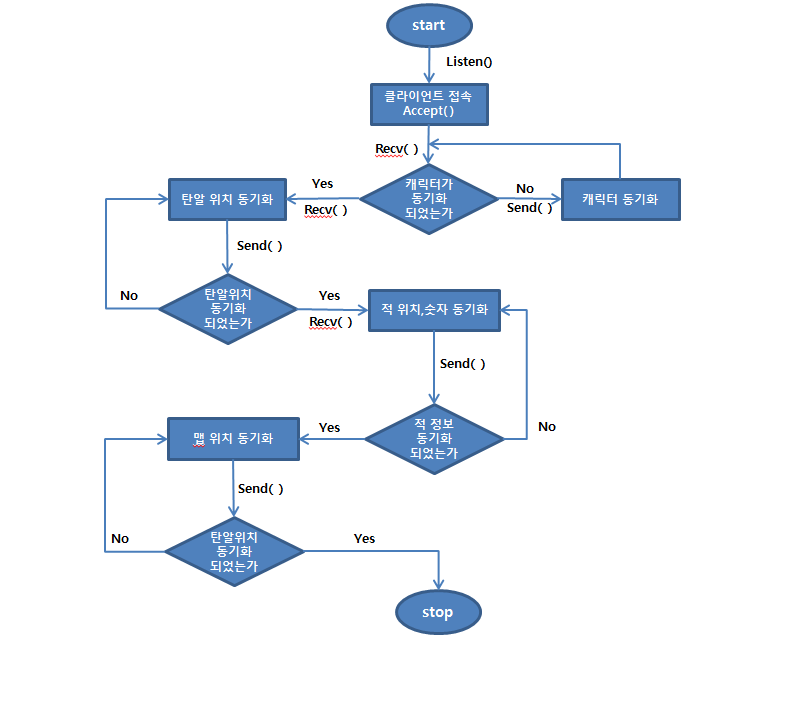 start
Listen()
클라이언트 접속
Accept( )
Recv( )
캐릭터가
동기화
되었는가
Yes
Recv( )
No
Send( )
캐릭터 동기화
탄알 위치 동기화
Send( )
탄알위치
동기화
되었는가
No
Yes
Recv( )
적 위치,숫자 동기화
Send( )
적 정보
동기화
되었는가
No
Yes
맵 위치 동기화
Send( )
탄알위치
동기화
되었는가
No
Yes
stop